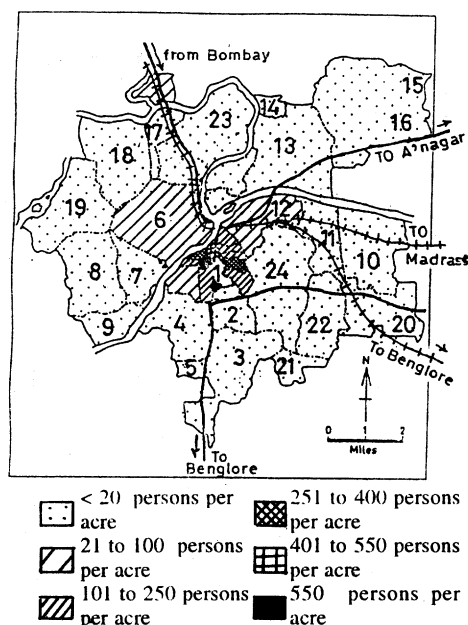 from Bombay
15
14
23
16
17
13
18
TO A'nagar
19
6
12
TO
Madrass
11
10
8
7
1
24
9
4
2
22
20
3
5
21
To Benglore
N
0 1 2
Miles
To
Benglore
< 20 persons per
acre
251 to 400 persons
per acre
21 to 100 persons
per acre
401 to 550 persons
per acre
101 to 250 persons
per acre
550 persons per
acre